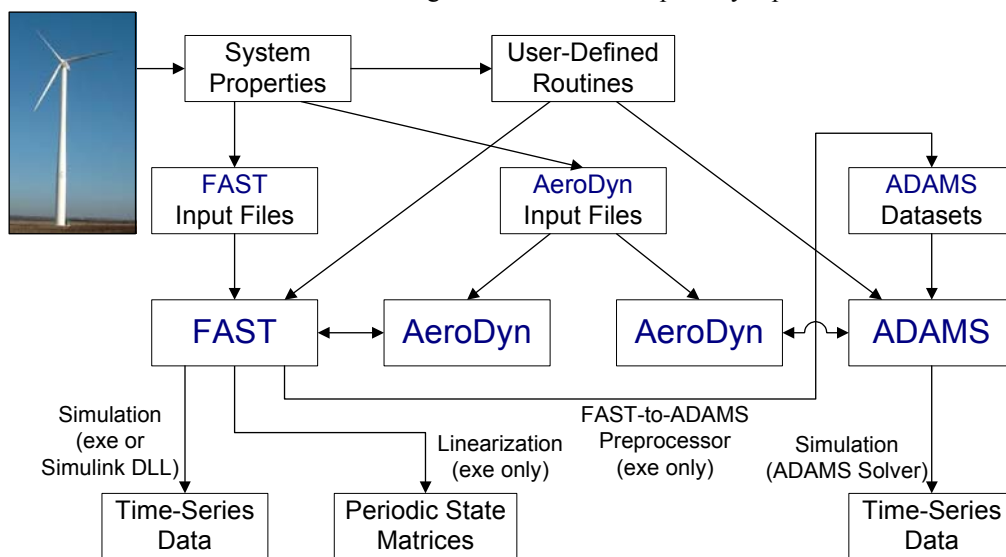 System
Properties
User-Defined
Routines
FAST
Input Files
AeroDyn
Input Files
ADAMS
Datasets
FAST
AeroDyn
AeroDyn
ADAMS
Simulation
(exe or
Simulink DLL)
Linearization
(exe only)
FAST-to-ADAMS
Preprocessor
(exe only)
Simulation
(ADAMS Solver)
Time-Series
Data
Periodic State
Matrices
Time-Series
Data